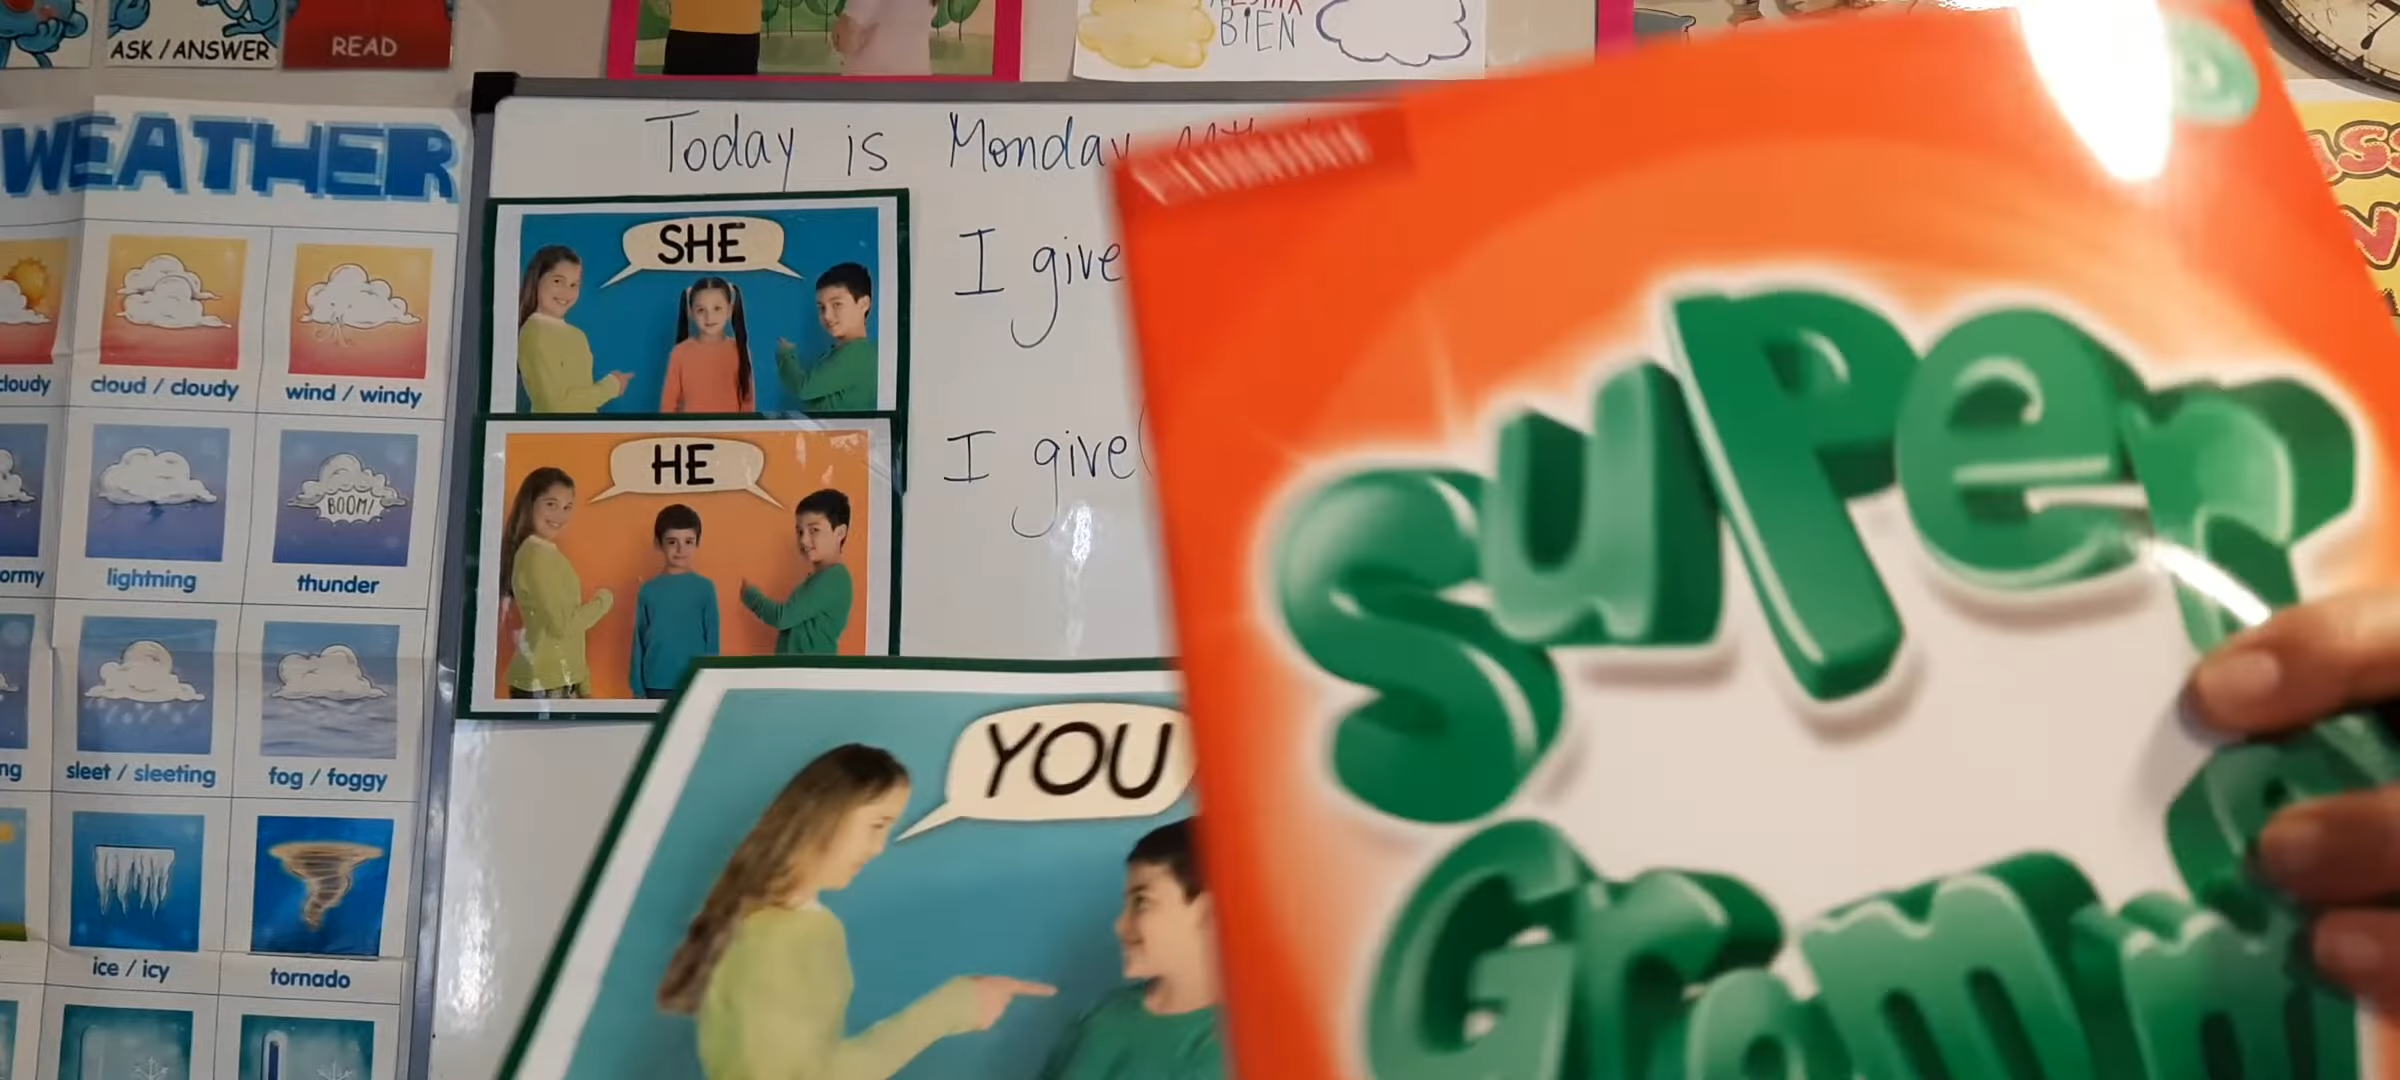 ASK / ANSWER
READ
BIEN
WEATHER
Today is Monday
SHE
I give
HE
I give
YOU
cloudy
cloud / cloudy
wind / windy
BOOM!
lightning
thunder
sleet / sleeting
fog / foggy
ice / icy
tornado
Super